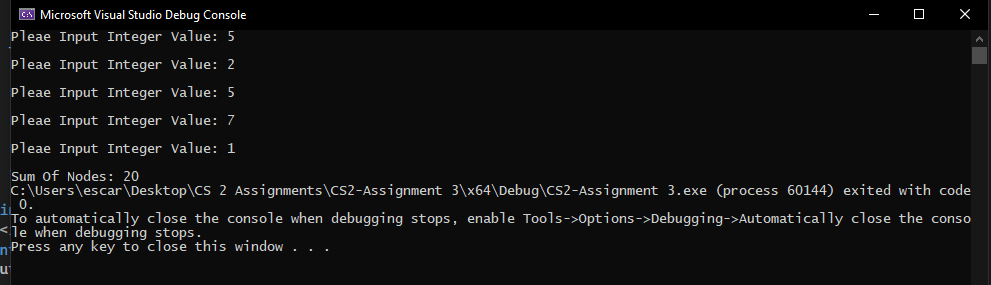 Microsoft Visual Studio Debug Console
Pleae Input Integer Value: 5
Pleae Input Integer Value: 2
Pleae Input Integer Value: 5
Pleae Input Integer Value: 7
Pleae Input Integer Value: 1
Sum Of Nodes: 20
C:\Users\escar\Desktop\CS 2 Assignments\CS2-Assignment 3\x64\Debug\CS2-Assignment 3.exe (process 60144) exited with code
0.
To automatically close the console when debugging stops, enable Tools->Options->Debugging->Automatically close the conso
le when debugging stops.
Press any key to close this window . . .